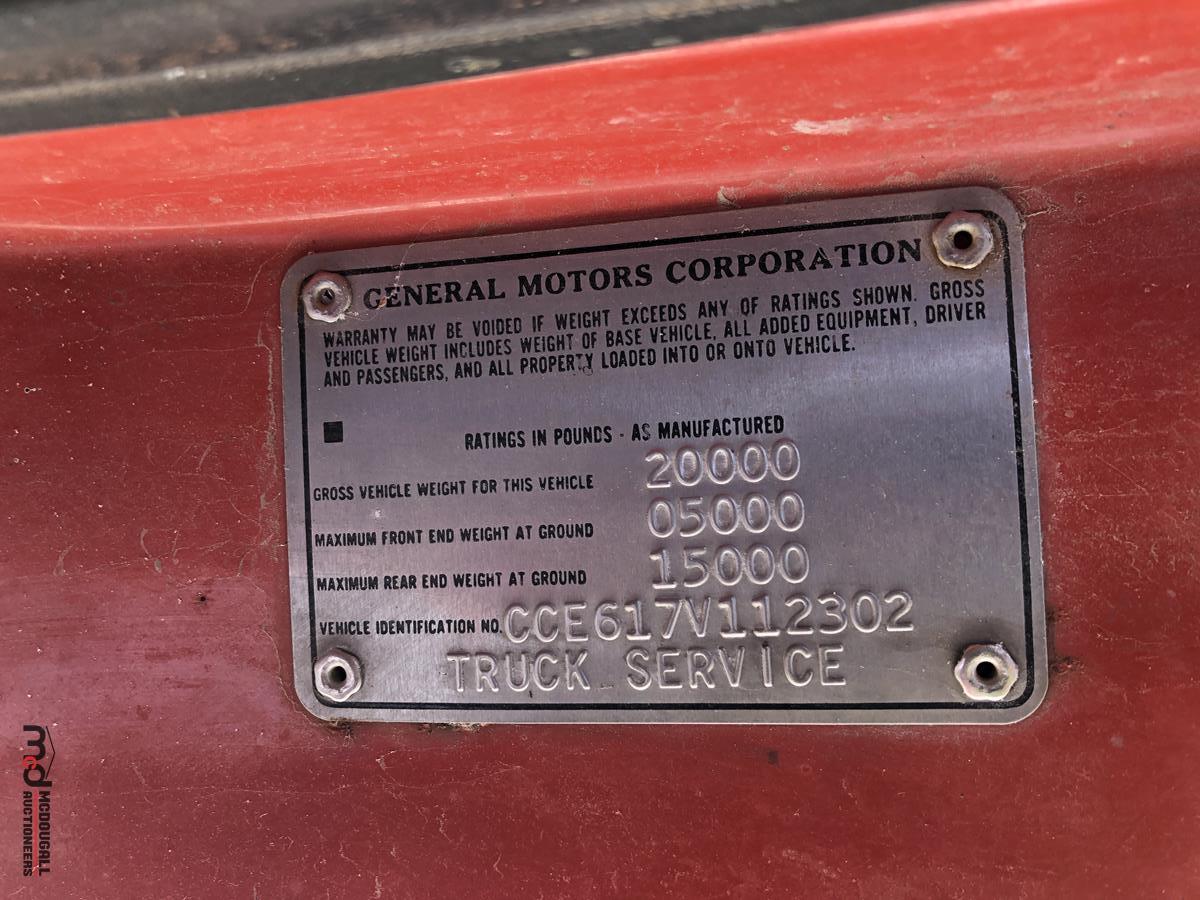 GENERAL MOTORS CORPORATION
WARRANTY MAY BE VOIDED IF WEIGHT EXCEEDS ANY OF RATINGS SHOWN. GROSS
VEHICLE WEIGHT INCLUDES WEIGHT OF BASE VEHICLE, ALL ADDED EQUIPMENT, DRIVER
AND PASSENGERS, AND ALL PROPERTY LOADED INTO OR ONTO VEHICLE.
RATINGS IN POUNDS - AS MANUFACTURED
GROSS VEHICLE WEIGHT FOR THIS VEHICLE 20000
MAXIMUM FRONT END WEIGHT AT GROUND 05000
MAXIMUM REAR END WEIGHT AT GROUND 15000
VEHICLE IDENTIFICATION NO. CCE617V112302
TRUCK SERVICE
mcd
MCDOUGALL
AUCTIONEERS